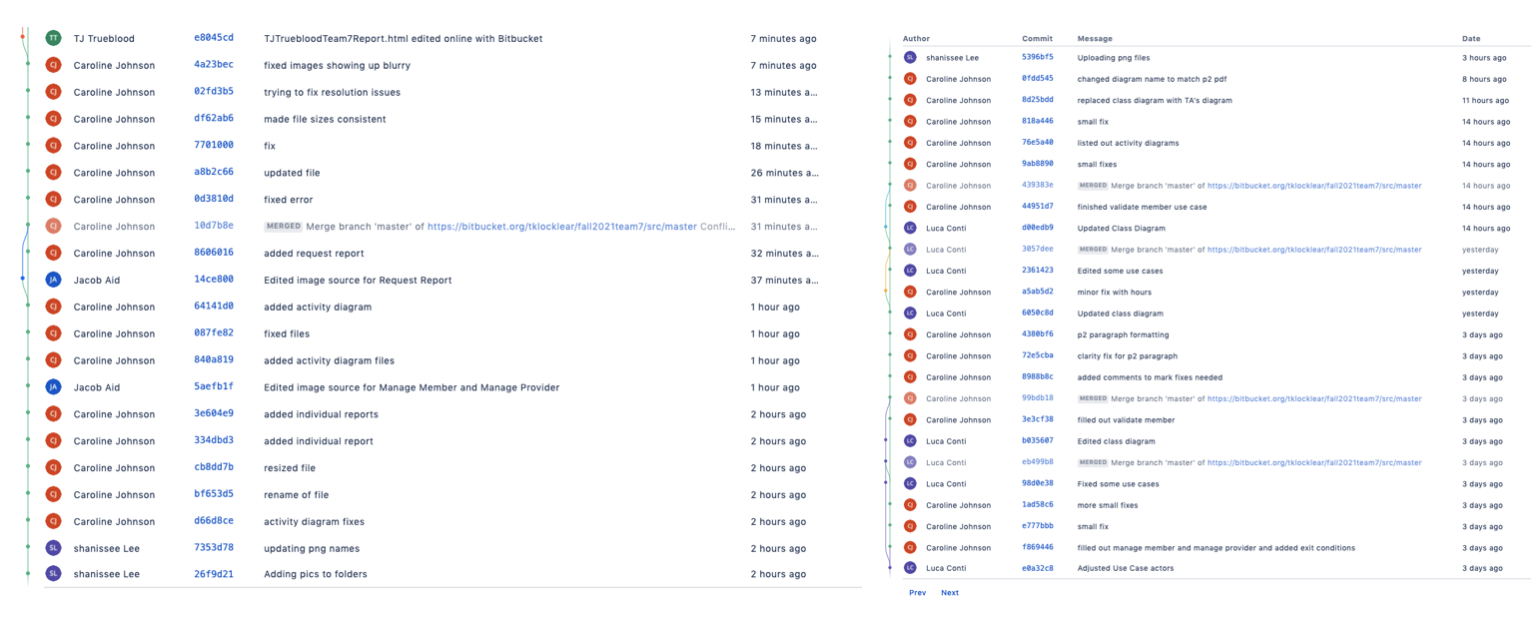 TT TJ Trueblood e8045cd TJTruebloodTeam7Report.html edited online with Bitbucket 7 minutes ago
CJ Caroline Johnson 4a23bec fixed images showing up blurry 7 minutes ago
CJ Caroline Johnson 02fd3b5 trying to fix resolution issues 13 minutes a...
CJ Caroline Johnson df62ab6 made file sizes consistent 15 minutes a...
CJ Caroline Johnson 7701000 fix 18 minutes a...
CJ Caroline Johnson a8b2c66 updated file 26 minutes a...
CJ Caroline Johnson 0d3810d fixed error 31 minutes a...
CJ Caroline Johnson 10d7b8e MERGED Merge branch 'master' of https://bitbucket.org/tklocklear/fall2021team7/src/master Confli... 31 minutes a...
CJ Caroline Johnson 8606016 added request report 32 minutes a...
JA Jacob Aid 14ce800 Edited image source for Request Report 37 minutes a...
CJ Caroline Johnson 64141d0 added activity diagram 1 hour ago
CJ Caroline Johnson 087fe82 fixed files 1 hour ago
CJ Caroline Johnson 840a819 added activity diagram files 1 hour ago
JA Jacob Aid 5aefb1f Edited image source for Manage Member and Manage Provider 1 hour ago
CJ Caroline Johnson 3e604e9 added individual reports 2 hours ago
CJ Caroline Johnson 334dbd3 added individual report 2 hours ago
CJ Caroline Johnson cb8dd7b resized file 2 hours ago
CJ Caroline Johnson bf653d5 rename of file 2 hours ago
CJ Caroline Johnson d66d8ce activity diagram fixes 2 hours ago
SL shanissee Lee 7353d78 updating png names 2 hours ago
SL shanissee Lee 26f9d21 Adding pics to folders 2 hours ago
Author Commit Message Date
SL shanissee Lee 5396bf5 Uploading png files 3 hours ago
CJ Caroline Johnson 0fdd545 changed diagram name to match p2 pdf 8 hours ago
CJ Caroline Johnson 8d25bdd replaced class diagram with TA's diagram 11 hours ago
CJ Caroline Johnson 818a446 small fix 14 hours ago
CJ Caroline Johnson 76e5a40 listed out activity diagrams 14 hours ago
CJ Caroline Johnson 9ab8890 small fixes 14 hours ago
CJ Caroline Johnson 439383e MERGED Merge branch 'master' of https://bitbucket.org/tklocklear/fall2021team7/src/master 14 hours ago
CJ Caroline Johnson 44951d7 finished validate member use case 14 hours ago
LC Luca Conti d00edb9 Updated Class Diagram 14 hours ago
LC Luca Conti 3057dee MERGED Merge branch 'master' of https://bitbucket.org/tklocklear/fall2021team7/src/master yesterday
LC Luca Conti 2361423 Edited some use cases yesterday
CJ Caroline Johnson a5ab5d2 minor fix with hours yesterday
LC Luca Conti 6050c8d Updated class diagram yesterday
CJ Caroline Johnson 4380bf6 p2 paragraph formatting 3 days ago
CJ Caroline Johnson 72e5cba clarity fix for p2 paragraph 3 days ago
CJ Caroline Johnson 8988b8c added comments to mark fixes needed 3 days ago
CJ Caroline Johnson 99bdb18 MERGED Merge branch 'master' of https://bitbucket.org/tklocklear/fall2021team7/src/master 3 days ago
CJ Caroline Johnson 3e3cf38 filled out validate member 3 days ago
LC Luca Conti b035607 Edited class diagram 3 days ago
LC Luca Conti eb499b8 MERGED Merge branch 'master' of https://bitbucket.org/tklocklear/fall2021team7/src/master 3 days ago
LC Luca Conti 98d0e38 Fixed some use cases 3 days ago
CJ Caroline Johnson 1ad58c6 more small fixes 3 days ago
CJ Caroline Johnson e777bbb small fix 3 days ago
CJ Caroline Johnson f869446 filled out manage member and manage provider and added exit conditions 3 days ago
LC Luca Conti e0a32c8 Adjusted Use Case actors 3 days ago
Prev Next